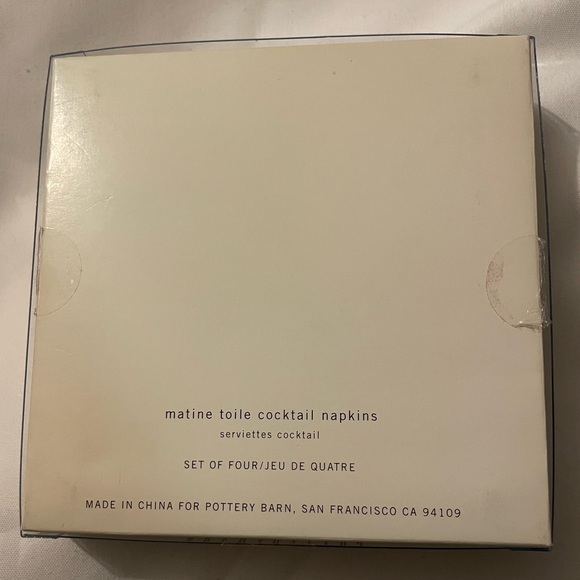 matine toile cocktail napkins
serviettes cocktail
SET OF FOUR/JEU DE QUATRE
MADE IN CHINA FOR POTTERY BARN, SAN FRANCISCO CA 94109